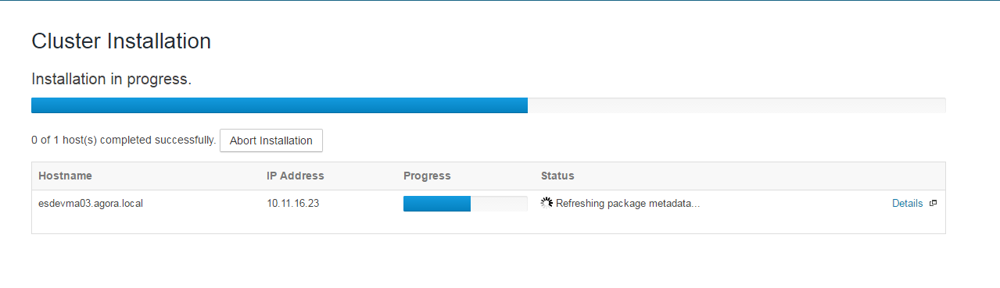 Cluster Installation
Installation in progress.
0 of 1 host(s) completed successfully. Abort Installation
Hostname IP Address Progress Status
esdevma03.agora.local 10.11.16.23 Refreshing package metadata... Details